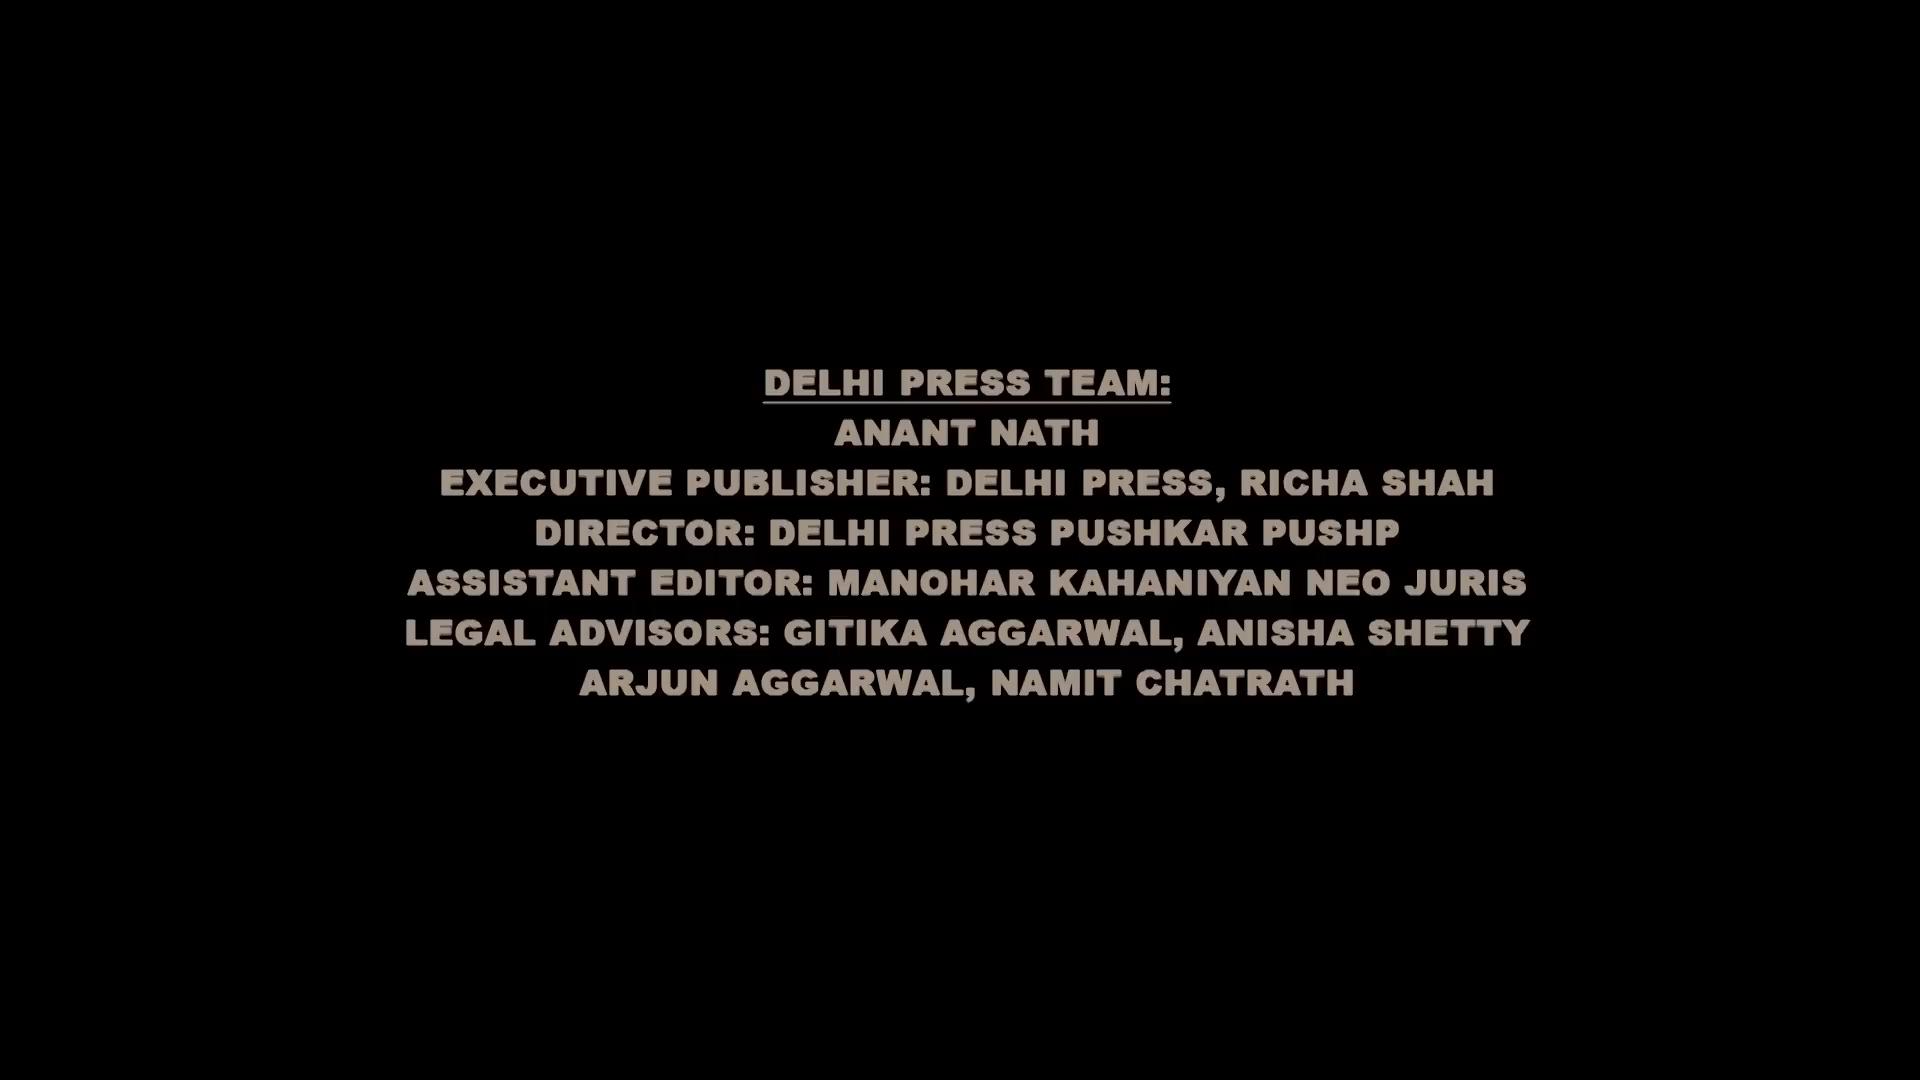 DELHI PRESS TEAM:
ANANT NATH
EXECUTIVE PUBLISHER: DELHI PRESS, RICHA SHAH
DIRECTOR: DELHI PRESS PUSHKAR PUSHP
ASSISTANT EDITOR: MANOHAR KAHANIYAN NEO JURIS
LEGAL ADVISORS: GITIKA AGGARWAL, ANISHA SHETTY
ARJUN AGGARWAL, NAMIT CHATRATH